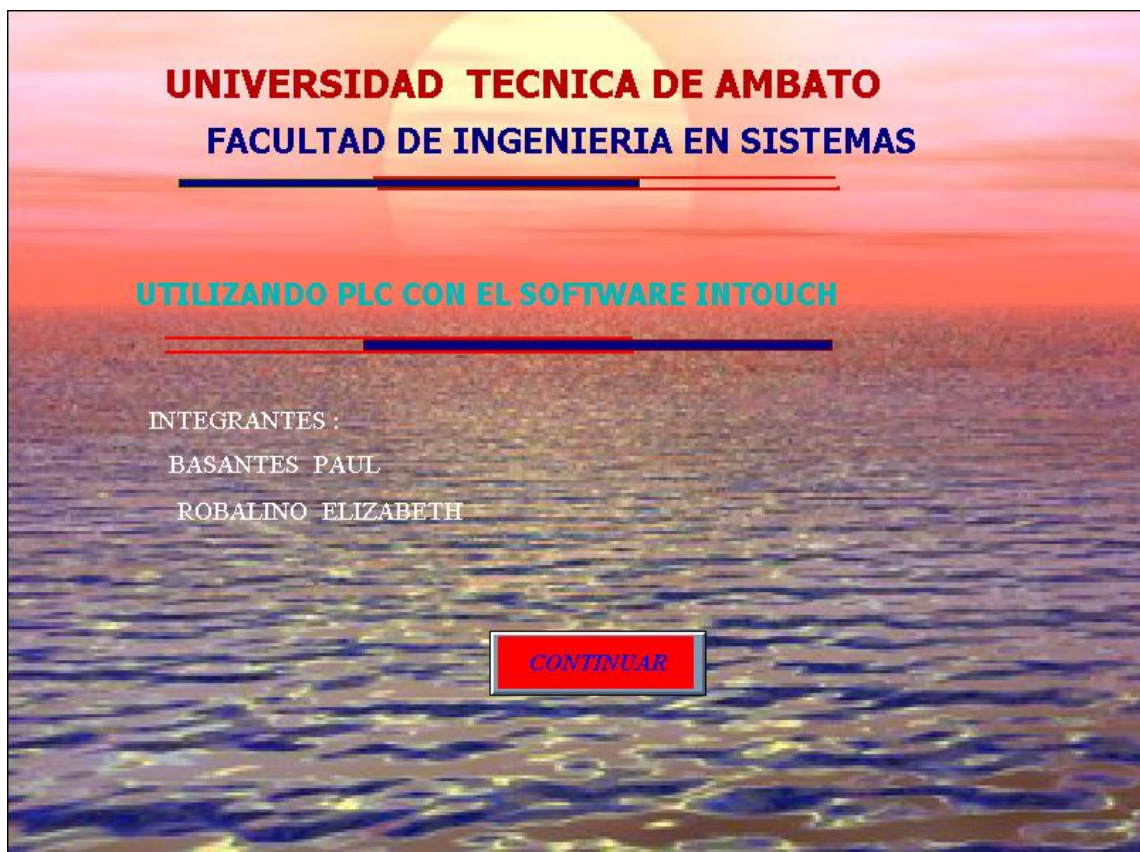 UNIVERSIDAD TECNICA DE AMBATO
FACULTAD DE INGENIERIA EN SISTEMAS
UTILIZANDO PLC CON EL SOFTWARE INTOUCH
INTEGRANTES :
BASANTES PAUL
ROBALINO ELIZABETH
CONTINUAR